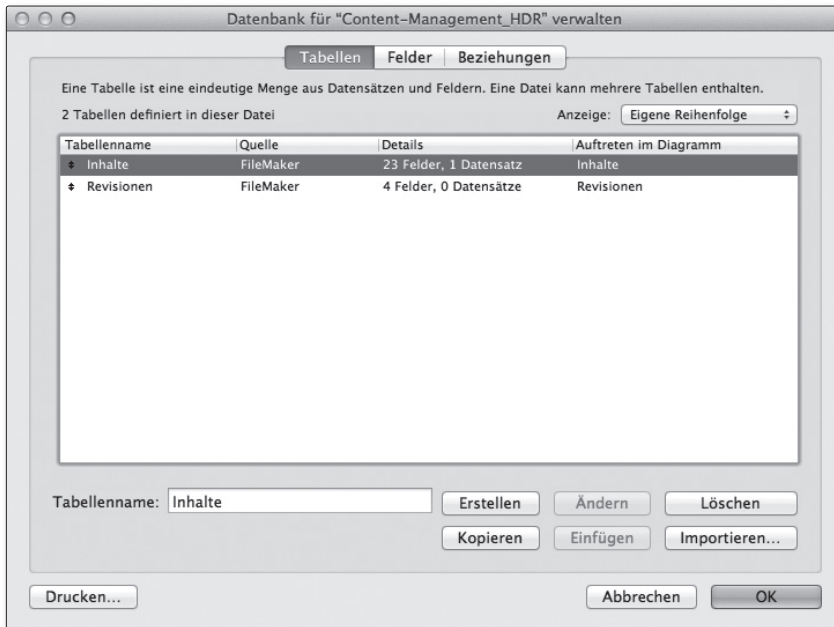 Datenbank für “Content-Management_HDR” verwalten
Tabellen Felder Beziehungen
Eine Tabelle ist eine eindeutige Menge aus Datensätzen und Feldern. Eine Datei kann mehrere Tabellen enthalten.
2 Tabellen definiert in dieser Datei Anzeige: Eigene Reihenfolge
Tabellenname Quelle Details Auftreten im Diagramm
Inhalte FileMaker 23 Felder, 1 Datensatz Inhalte
Revisionen FileMaker 4 Felder, 0 Datensätze Revisionen
Tabellenname: Inhalte Erstellen Ändern Löschen
Kopieren Einfügen Importieren...
Drucken... Abbrechen OK